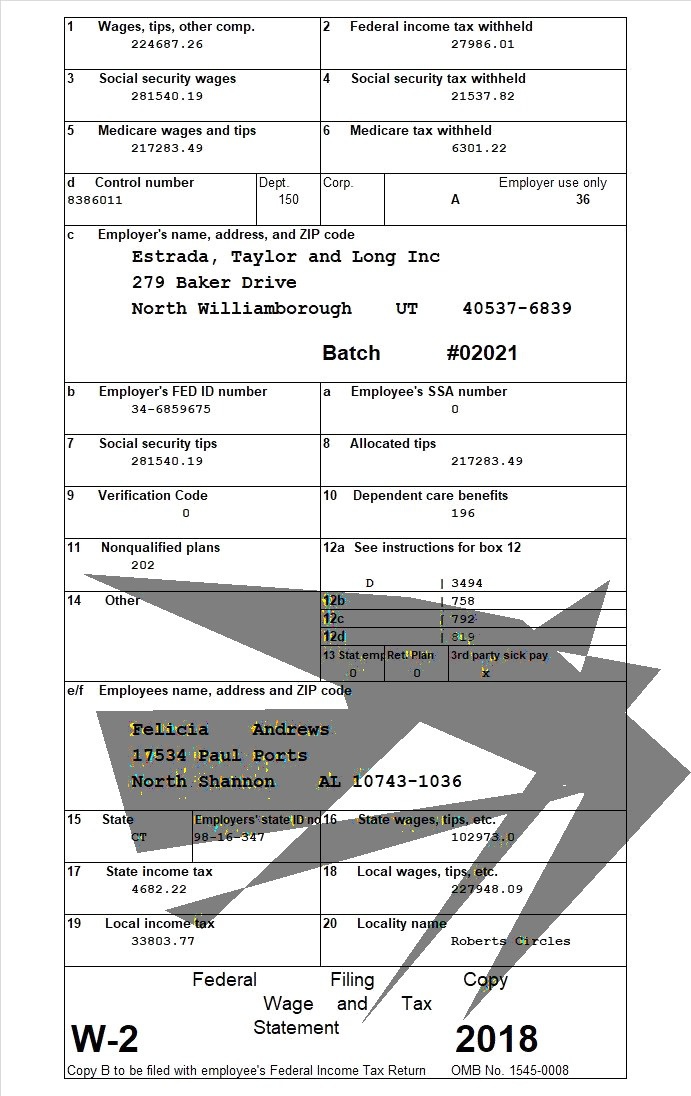 1 Wages, tips, other comp. 2 Federal income tax withheld
224687.26 27986.01
3 Social security wages 4 Social security tax withheld
281540.19 21537.82
5 Medicare wages and tips 6 Medicare tax withheld
217283.49 6301.22
d Control number Dept. Corp. Employer use only
8386011 150 A 36
c Employer's name, address, and ZIP code
Estrada, Taylor and Long Inc
279 Baker Drive
North Williamborough UT 40537-6839
Batch #02021
b Employer's FED ID number a Employee's SSA number
34-6859675 0
7 Social security tips 8 Allocated tips
281540.19 217283.49
9 Verification Code 10 Dependent care benefits
0 196
11 Nonqualified plans 12a See instructions for box 12
202
D | 3494
14 Other 12b | 758
12c | 792
12d | 819
13 Stat emp Ret. Plan 3rd party sick pay
0 0 x
e/f Employees name, address and ZIP code
Felicia Andrews
17534 Paul Ports
North Shannon AL 10743-1036
15 State Employers' state ID no 16 State wages, tips, etc.
CT 98-16-347 102973.0
17 State income tax 18 Local wages, tips, etc.
4682.22 227948.09
19 Local income tax 20 Locality name
33803.77 Roberts Circles
Federal Filing Copy
Wage and Tax
Statement
W-2 2018
Copy B to be filed with employee's Federal Income Tax Return OMB No. 1545-0008